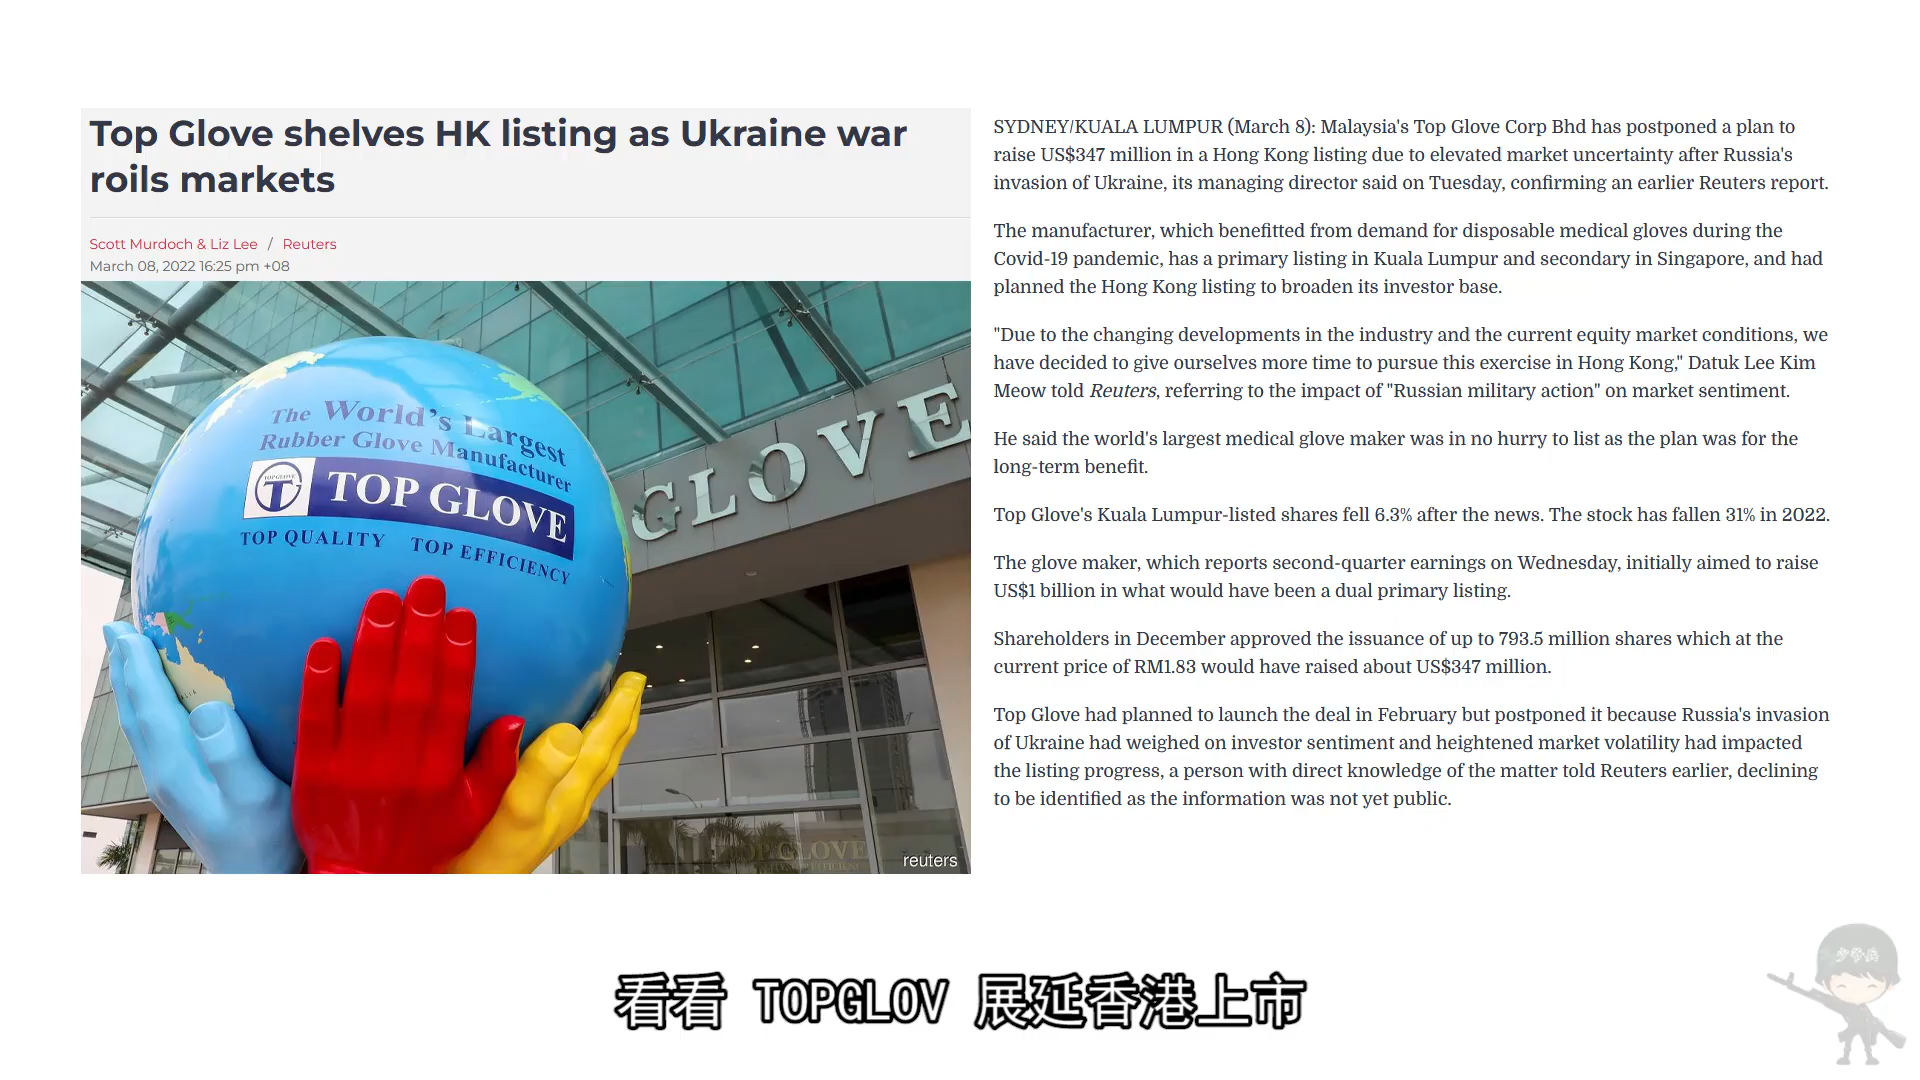 Top Glove shelves HK listing as Ukraine war
roils markets
Scott Murdoch & Liz Lee / Reuters
March 08, 2022 16:25 pm +08
The World's Largest
Rubber Glove Manufacturer
TOP GLOVE
TOP QUALITY TOP EFFICIENCY
GLOVE
TOP GLOVE
reuters
SYDNEY/KUALA LUMPUR (March 8): Malaysia's Top Glove Corp Bhd has postponed a plan to
raise US$347 million in a Hong Kong listing due to elevated market uncertainty after Russia's
invasion of Ukraine, its managing director said on Tuesday, confirming an earlier Reuters report.
The manufacturer, which benefitted from demand for disposable medical gloves during the
Covid-19 pandemic, has a primary listing in Kuala Lumpur and secondary in Singapore, and had
planned the Hong Kong listing to broaden its investor base.
"Due to the changing developments in the industry and the current equity market conditions, we
have decided to give ourselves more time to pursue this exercise in Hong Kong," Datuk Lee Kim
Meow told Reuters, referring to the impact of "Russian military action" on market sentiment.
He said the world's largest medical glove maker was in no hurry to list as the plan was for the
long-term benefit.
Top Glove's Kuala Lumpur-listed shares fell 6.3% after the news. The stock has fallen 31% in 2022.
The glove maker, which reports second-quarter earnings on Wednesday, initially aimed to raise
US$1 billion in what would have been a dual primary listing.
Shareholders in December approved the issuance of up to 793.5 million shares which at the
current price of RM1.83 would have raised about US$347 million.
Top Glove had planned to launch the deal in February but postponed it because Russia's invasion
of Ukraine had weighed on investor sentiment and heightened market volatility had impacted
the listing progress, a person with direct knowledge of the matter told Reuters earlier, declining
to be identified as the information was not yet public.
看看 TOPGLOV 展延香港上市